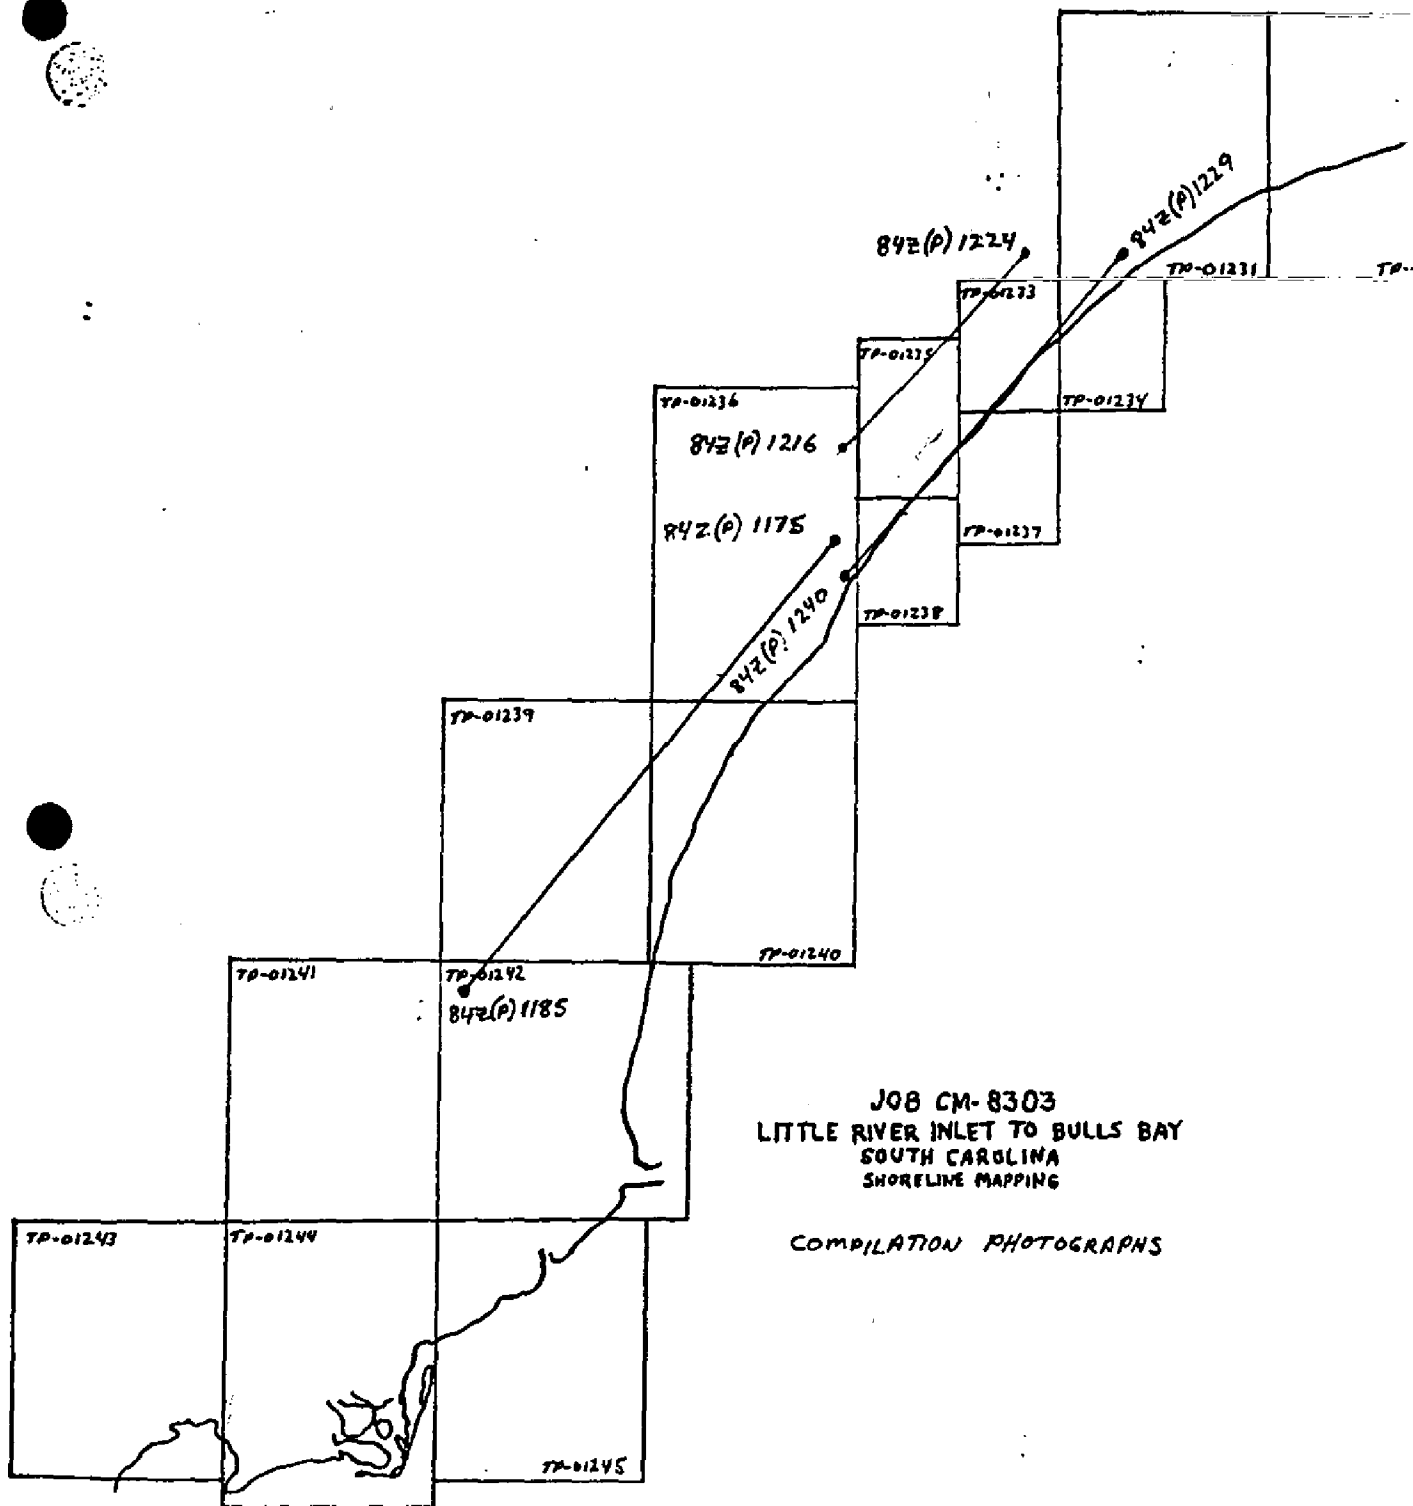 84Z(P)1229
84Z(P)1224
TP-01231
TP-
TP-01233
TP-01235
TP-01236
TP-01234
84Z(P)1216
84Z(P)1175
TP-01237
84Z(P)1240
TP-01238
TP-01239
TP-01240
TP-01241
TP-01242
84Z(P)1185
JOB CM-8303
LITTLE RIVER INLET TO BULLS BAY
SOUTH CAROLINA
SHORELINE MAPPING
TP-01243
TP-01244
COMPILATION PHOTOGRAPHS
TP-01245